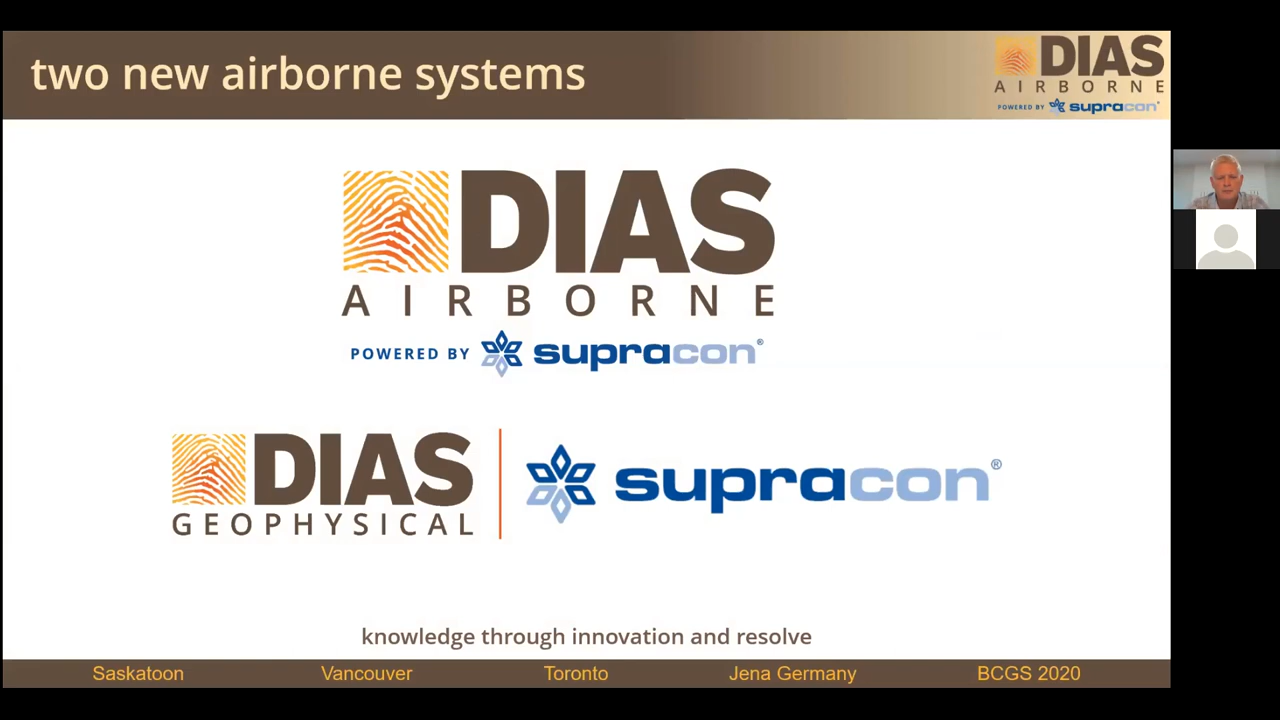 two new airborne systems
DIAS
AIRBORNE
POWERED BY supracon®
DIAS
AIRBORNE
POWERED BY supracon®
DIAS
GEOPHYSICAL
supracon®
knowledge through innovation and resolve
Saskatoon Vancouver Toronto Jena Germany BCGS 2020